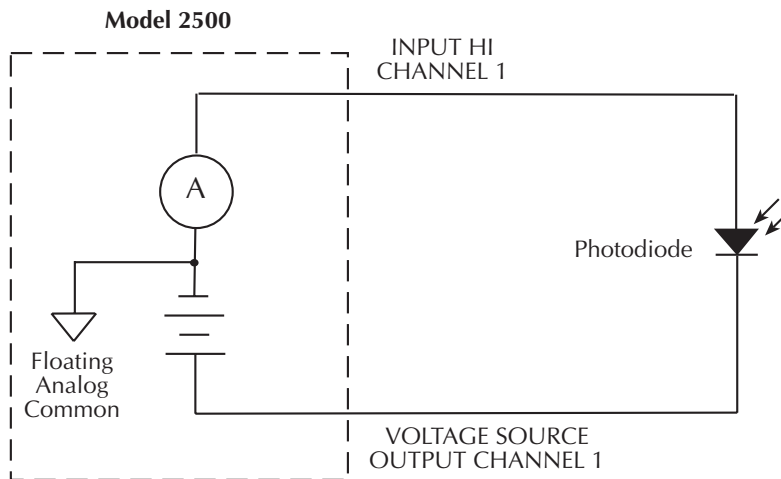 Model 2500
INPUT HI
CHANNEL 1
A
Photodiode
Floating
Analog
Common
VOLTAGE SOURCE
OUTPUT CHANNEL 1